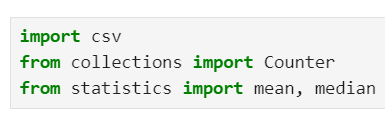 import csv
from collections import Counter
from statistics import mean, median